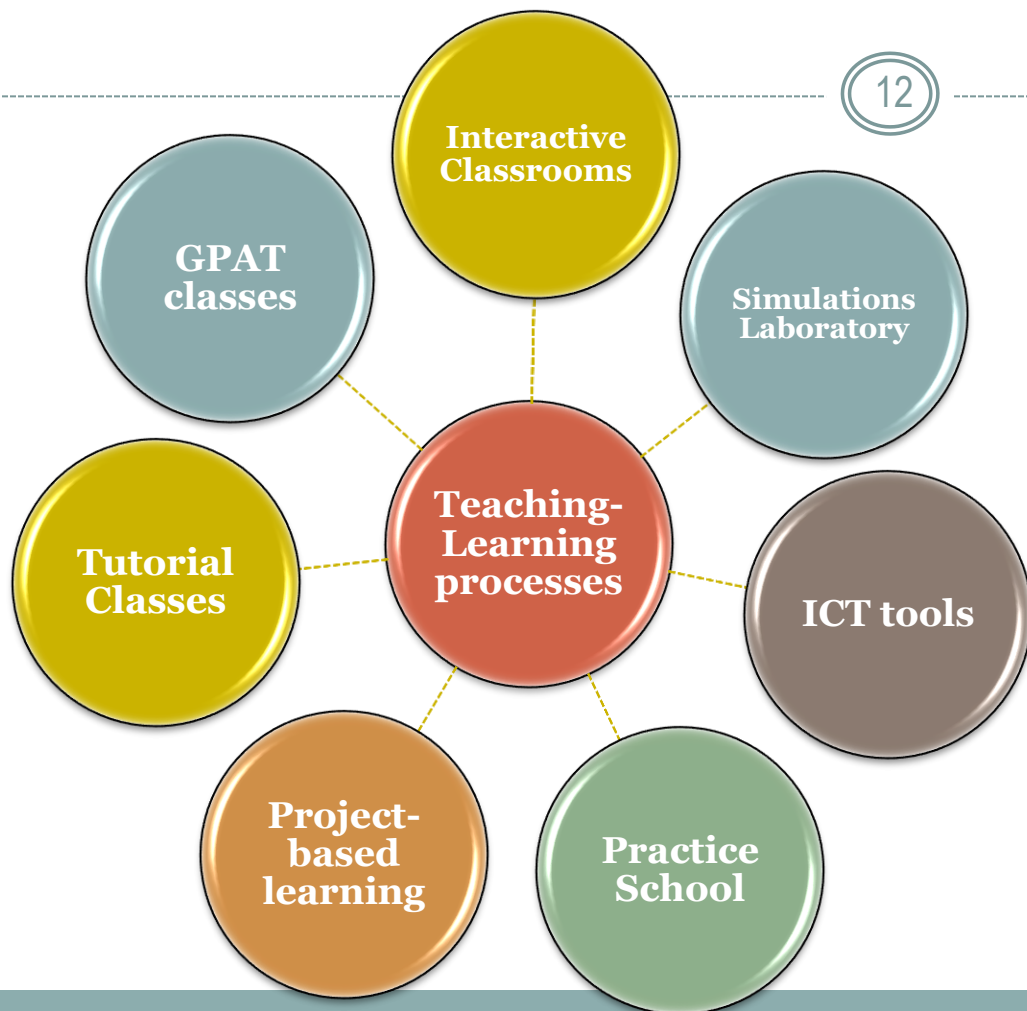 12
Interactive
Classrooms
Simulations
Laboratory
ICT tools
Practice
School
Project-
based
learning
Tutorial
Classes
GPAT
classes
Teaching-
Learning
processes